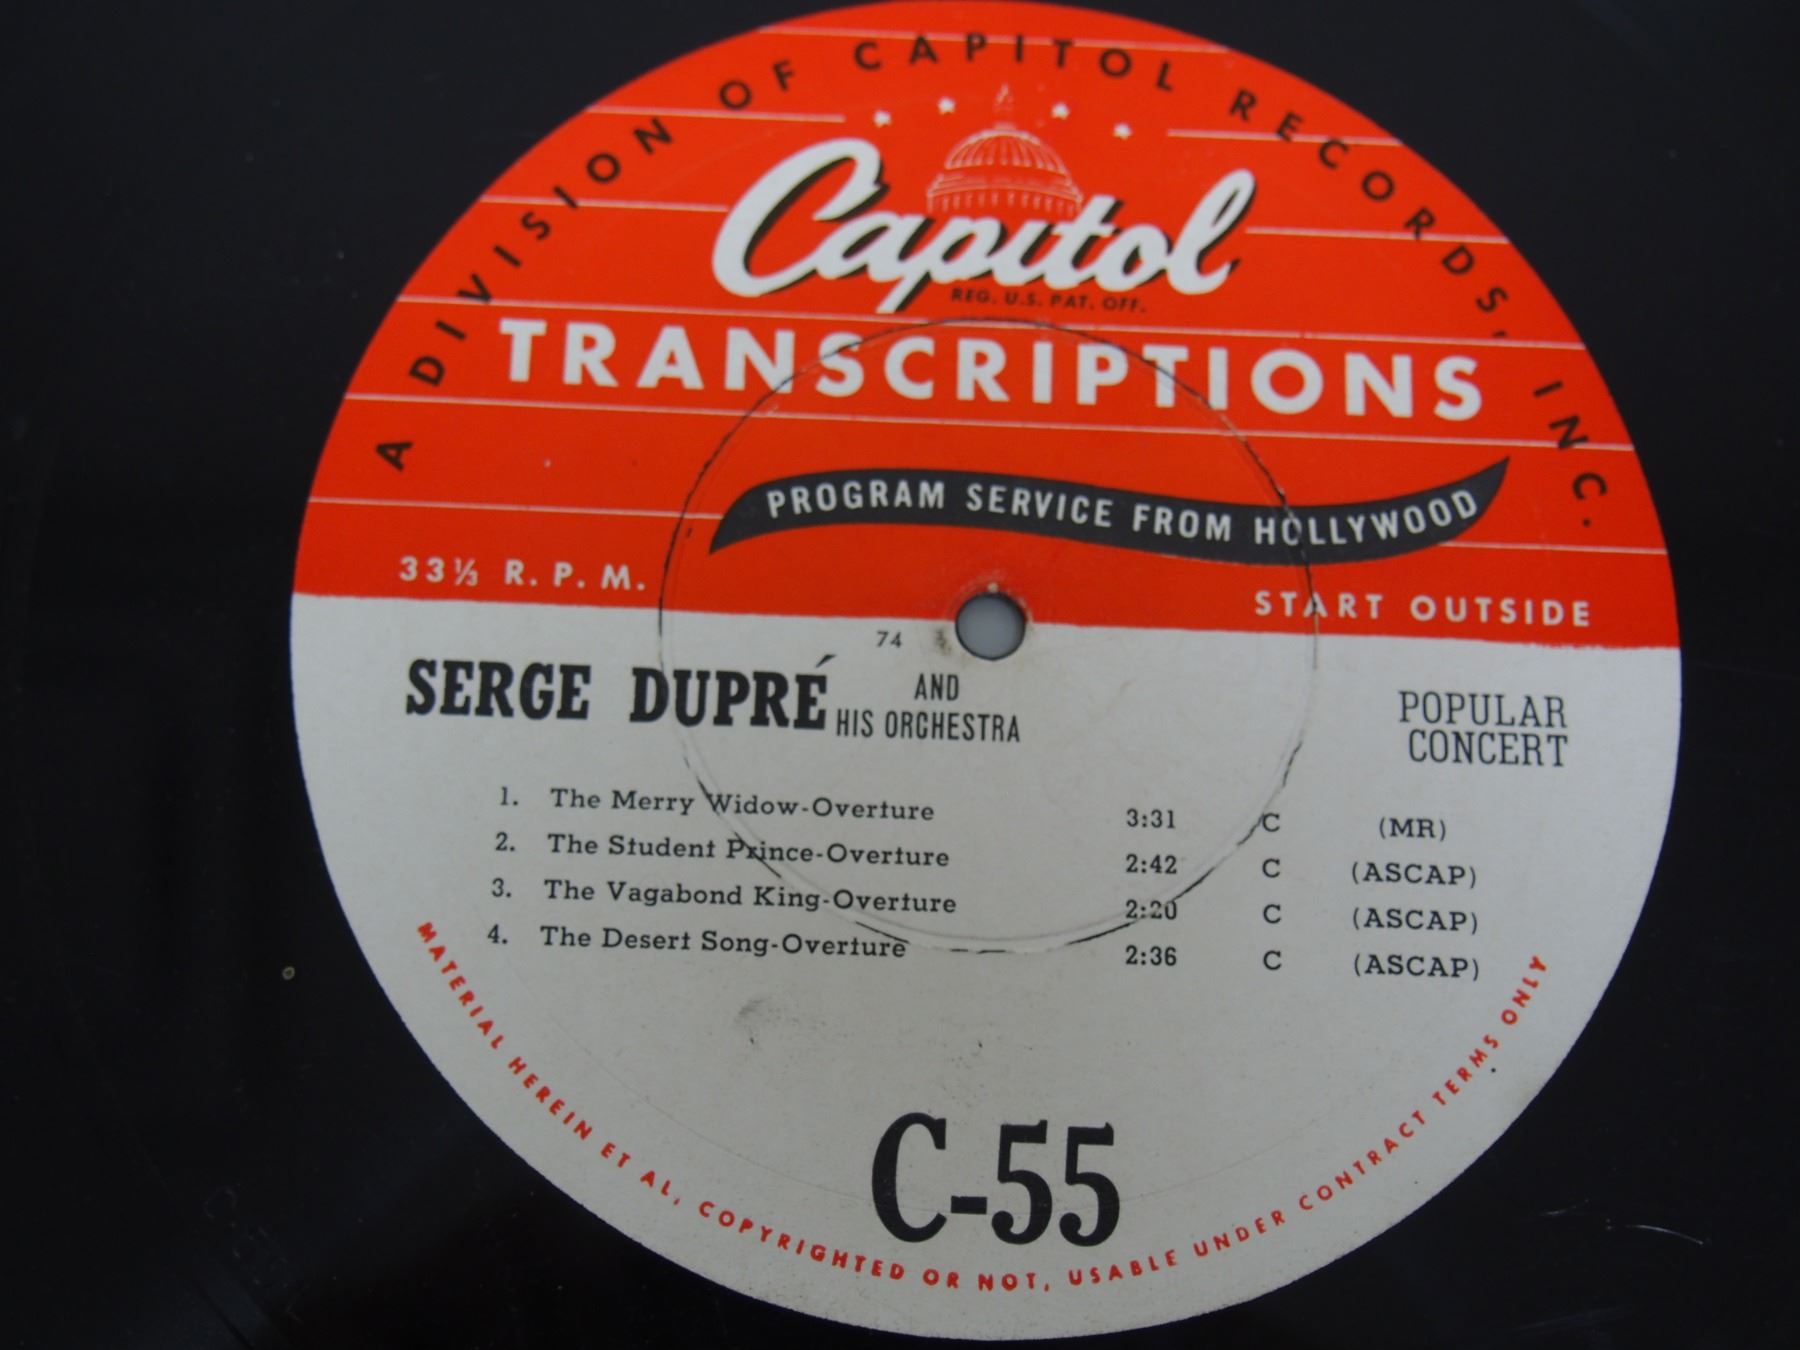 A DIVISION OF CAPITOL RECORDS, INC.
Capitol
REG. U.S. PAT. OFF.
TRANSCRIPTIONS
PROGRAM SERVICE FROM HOLLYWOOD
33⅓ R. P. M.
START OUTSIDE
74
SERGE DUPRÉ AND HIS ORCHESTRA
POPULAR
CONCERT
1. The Merry Widow-Overture 3:31 C (MR)
2. The Student Prince-Overture 2:42 C (ASCAP)
3. The Vagabond King-Overture 2:20 C (ASCAP)
4. The Desert Song-Overture 2:36 C (ASCAP)
C-55
MATERIAL HEREIN ET AL, COPYRIGHTED OR NOT, USABLE UNDER CONTRACT TERMS ONLY